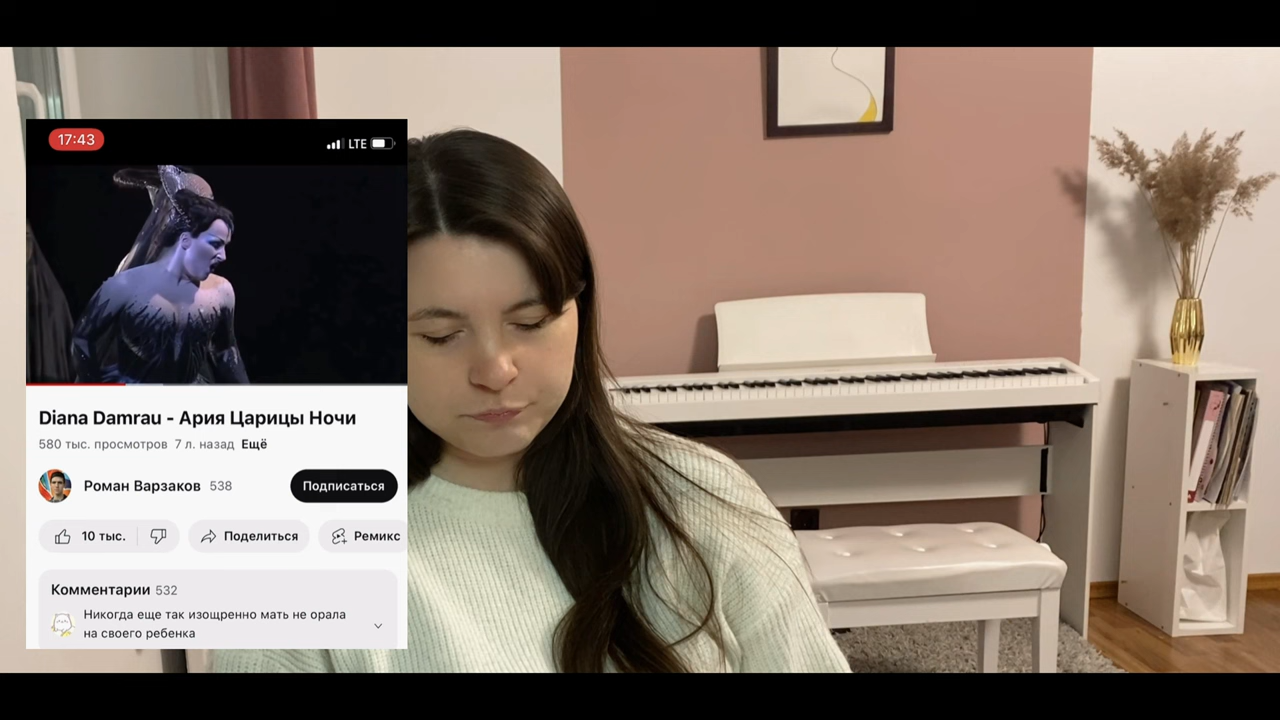 17:43
LTE
Diana Damrau - Ария Царицы Ночи
580 тыс. просмотров 7 л. назад Ещё
Роман Варзаков 538
Подписаться
10 тыс.
Поделиться
Ремикс
Комментарии 532
Никогда еще так изощренно мать не орала
на своего ребенка